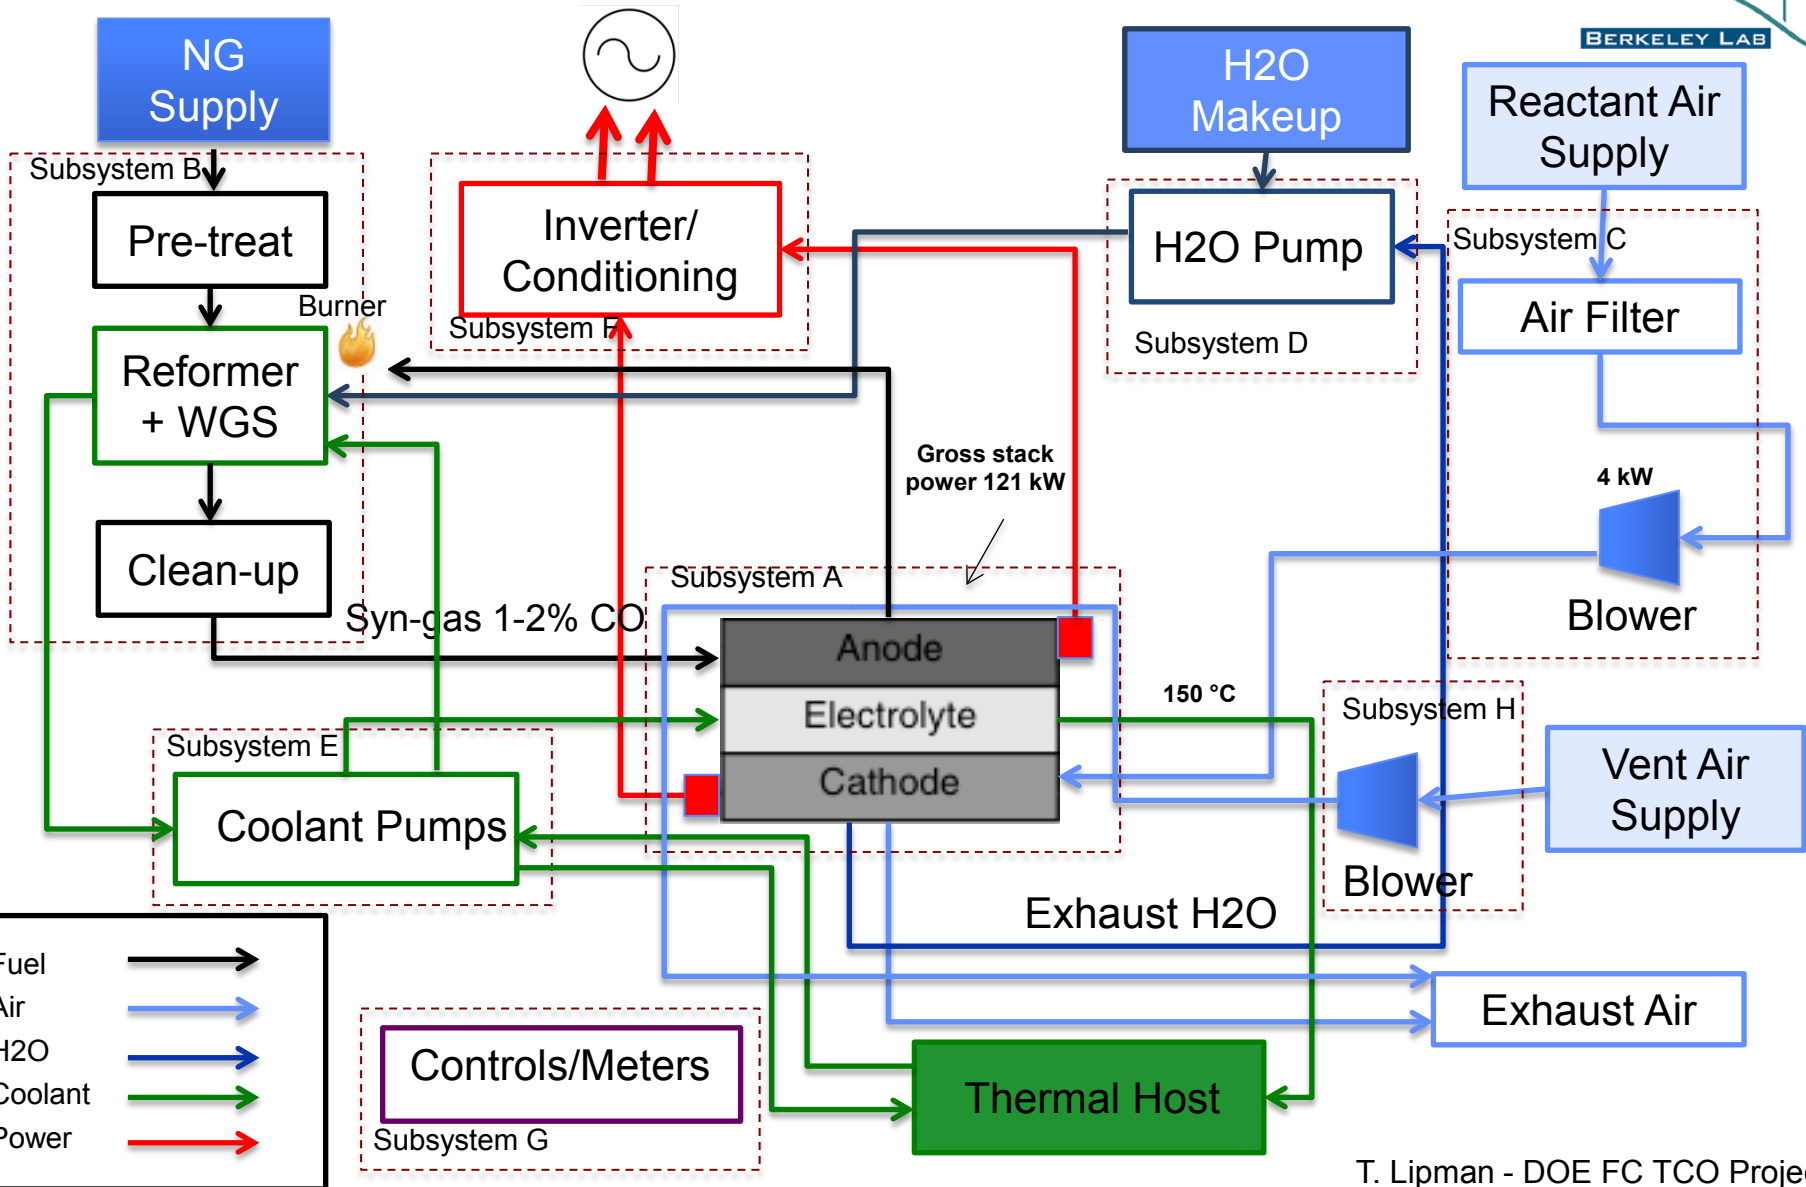 BERKELEY LAB
NG
Supply
H2O
Makeup
Reactant Air
Supply
Subsystem B
Pre-treat
Burner
Reformer
+ WGS
Clean-up
Syn-gas 1-2% CO
Inverter/
Conditioning
Subsystem F
H2O Pump
Subsystem D
Subsystem C
Air Filter
4 kW
Blower
Gross stack
power 121 kW
Subsystem A
Anode
Electrolyte
Cathode
150 °C
Subsystem H
Blower
Vent Air
Supply
Subsystem E
Coolant Pumps
Exhaust H2O
Exhaust Air
Fuel
Air
H2O
Coolant
Power
Controls/Meters
Subsystem G
Thermal Host
T. Lipman - DOE FC TCO Projec